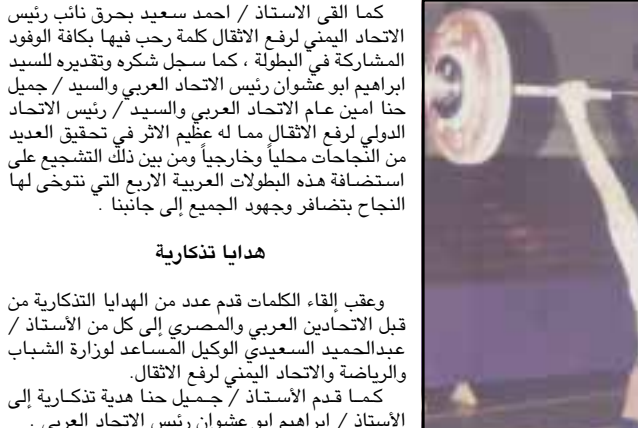 كما القى الاستاذ / احمد سعيد بحرق نائب رئيس
الاتحاد اليمني لرفع الاثقال كلمة رحب فيها بكافة الوفود
المشاركة في البطولة ، كما سجل شكره وتقديره للسيد
ابراهيم ابو عشوان رئيس الاتحاد العربي والسيد / جميل
حنا امين عام الاتحاد العربي والسيد / رئيس الاتحاد
الدولي لرفع الاثقال مما له عظيم الاثر في تحقيق العديد
من النجاحات محلياً وخارجياً ومن بين ذلك التشجيع على
استضافة هذه البطولات العربية الاربع التي نتوخى لها
النجاح بتضافر وجهود الجميع إلى جانبنا .
هدايا تذكارية
وعقب إلقاء الكلمات قدم عدد من الهدايا التذكارية من
قبل الاتحادين العربي والمصري إلى كل من الأستاذ /
عبدالحميد السعيدي الوكيل المساعد لوزارة الشباب
والرياضة والاتحاد اليمني لرفع الاثقال.
كما قدم الأستاذ / جميل حنا هدية تذكارية إلى
الأستاذ / ابراهيم ابو عشوان رئيس الاتحاد العربي .